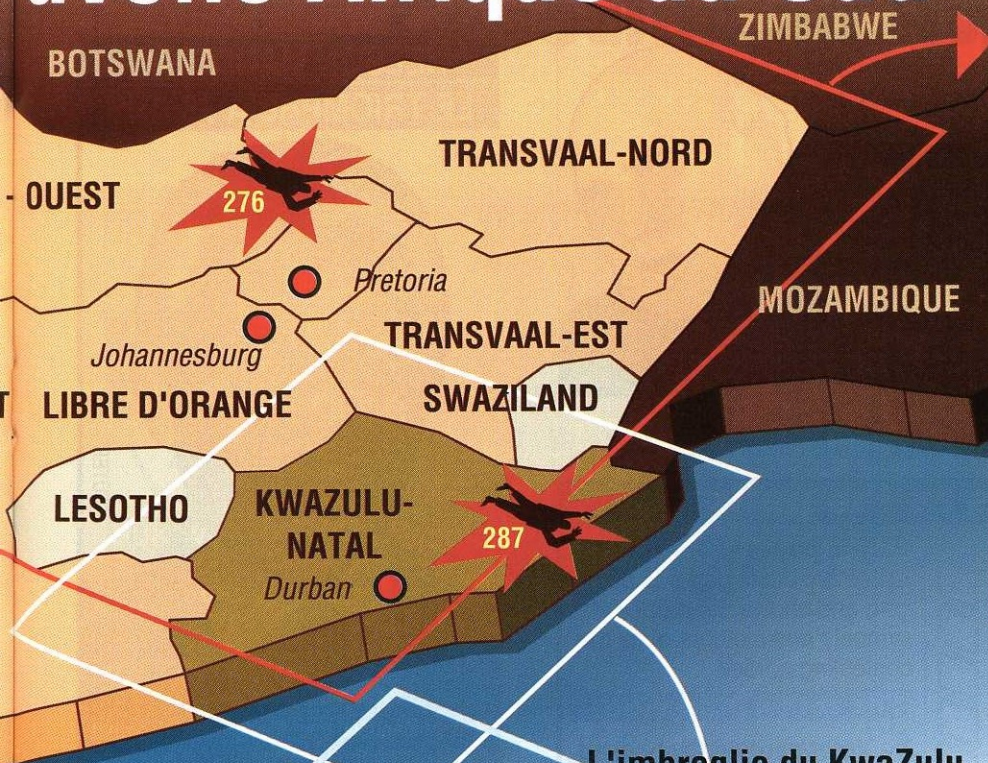 BOTSWANA
ZIMBABWE
TRANSVAAL-NORD
- OUEST
276
Pretoria
MOZAMBIQUE
TRANSVAAL-EST
Johannesburg
LIBRE D'ORANGE
SWAZILAND
LESOTHO
KWAZULU-
NATAL
287
Durban
L'imbroglio du KwaZulu